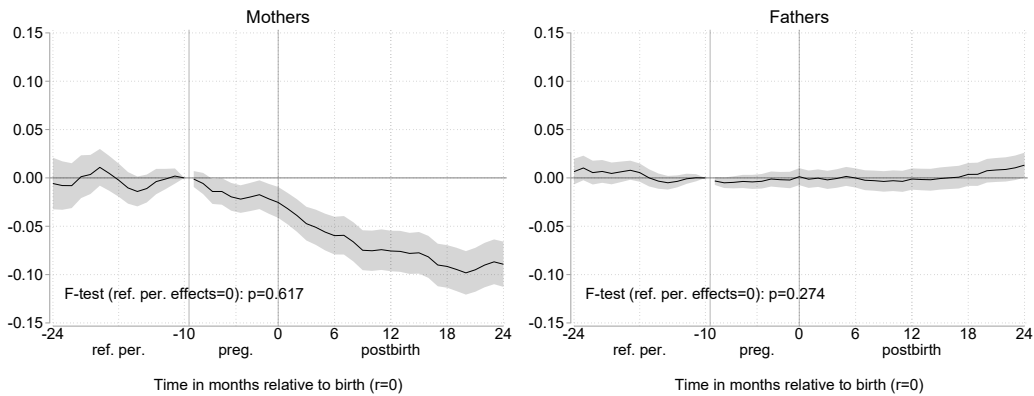 Mothers
0.15
0.10
0.05
0.00
-0.05
-0.10
-0.15
F-test (ref. per. effects=0): p=0.617
-24 -10 0 6 12 18 24
ref. per. preg. postbirth
Time in months relative to birth (r=0)
Fathers
0.15
0.10
0.05
0.00
-0.05
-0.10
-0.15
F-test (ref. per. effects=0): p=0.274
-24 -10 0 6 12 18 24
ref. per. preg. postbirth
Time in months relative to birth (r=0)